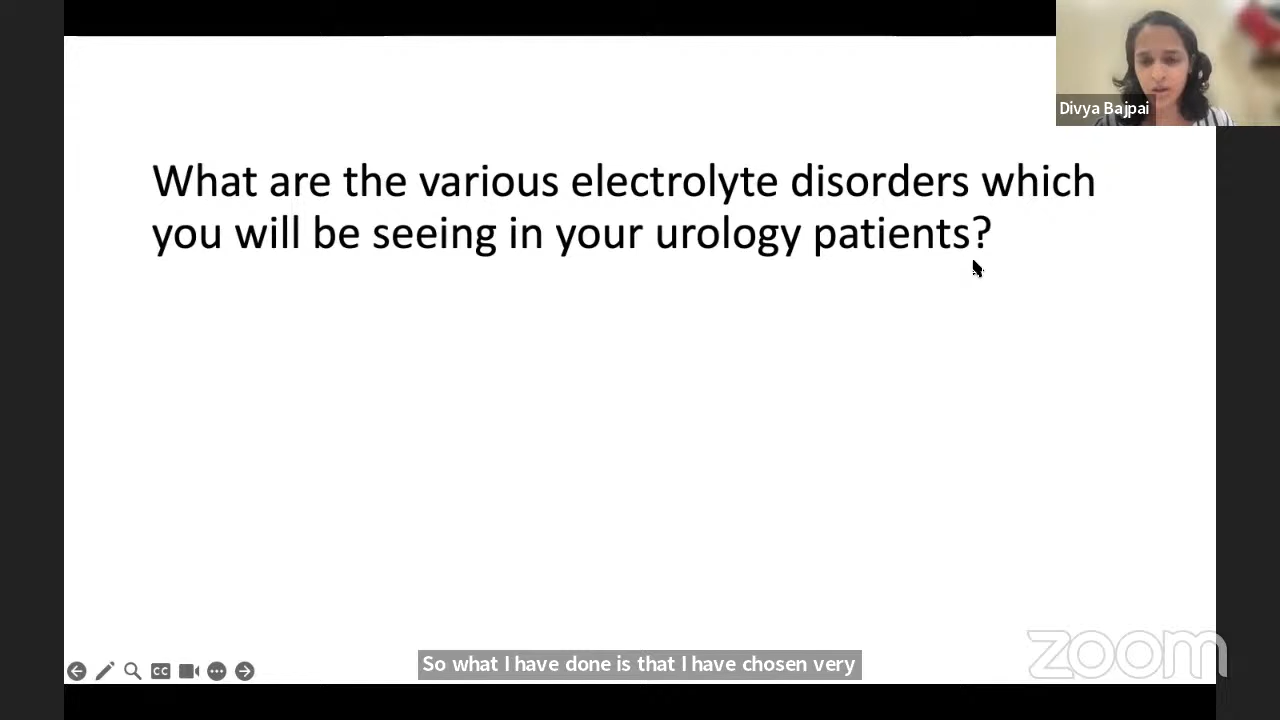 Divya Bajpai
What are the various electrolyte disorders which
you will be seeing in your urology patients?
So what I have done is that I have chosen very
CC
zoom